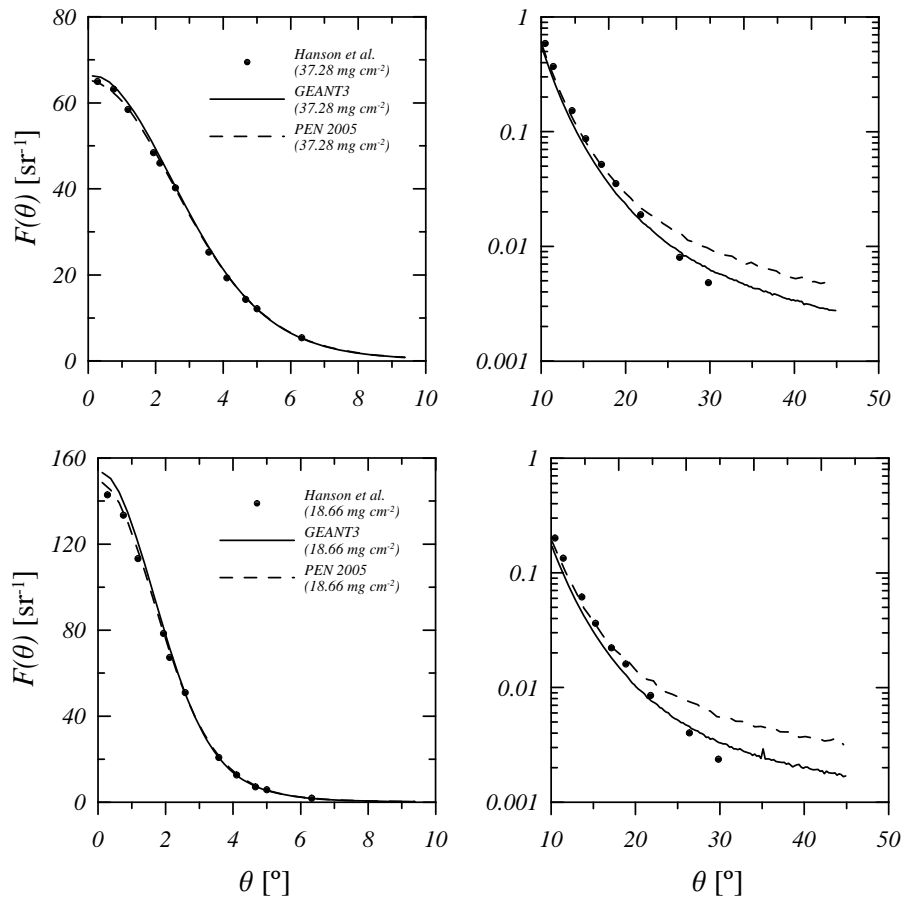 80
60
40
20
0
F(θ) [sr⁻¹]
Hanson et al.
(37.28 mg cm⁻²)
GEANT3
(37.28 mg cm⁻²)
PEN 2005
(37.28 mg cm⁻²)
0 2 4 6 8 10
1
0.1
0.01
0.001
10 20 30 40 50
160
120
80
40
0
F(θ) [sr⁻¹]
Hanson et al.
(18.66 mg cm⁻²)
GEANT3
(18.66 mg cm⁻²)
PEN 2005
(18.66 mg cm⁻²)
0 2 4 6 8 10
θ [º]
1
0.1
0.01
0.001
10 20 30 40 50
θ [º]